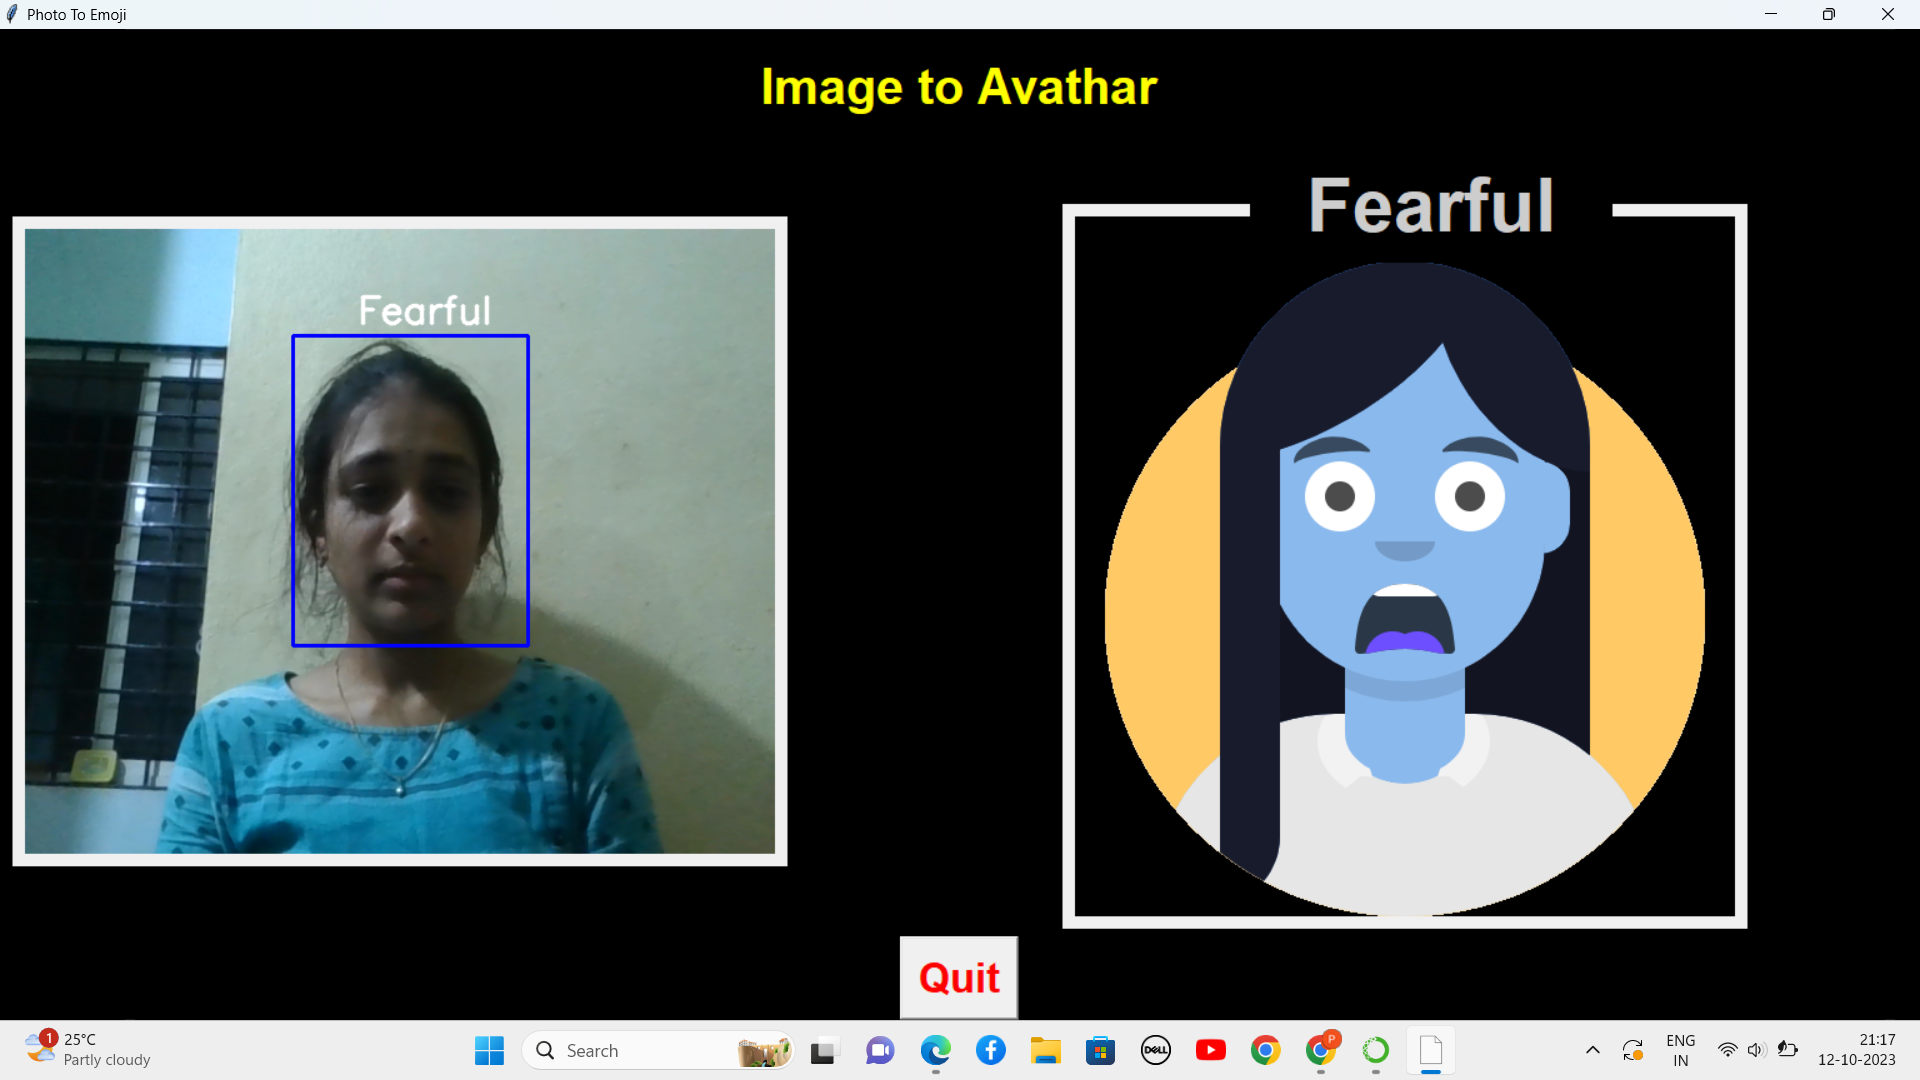 Photo To Emoji
Image to Avathar
Fearful
Fearful
Quit
1
25°C
Partly cloudy
Search
DELL
P
ENG
IN
21:17
12-10-2023